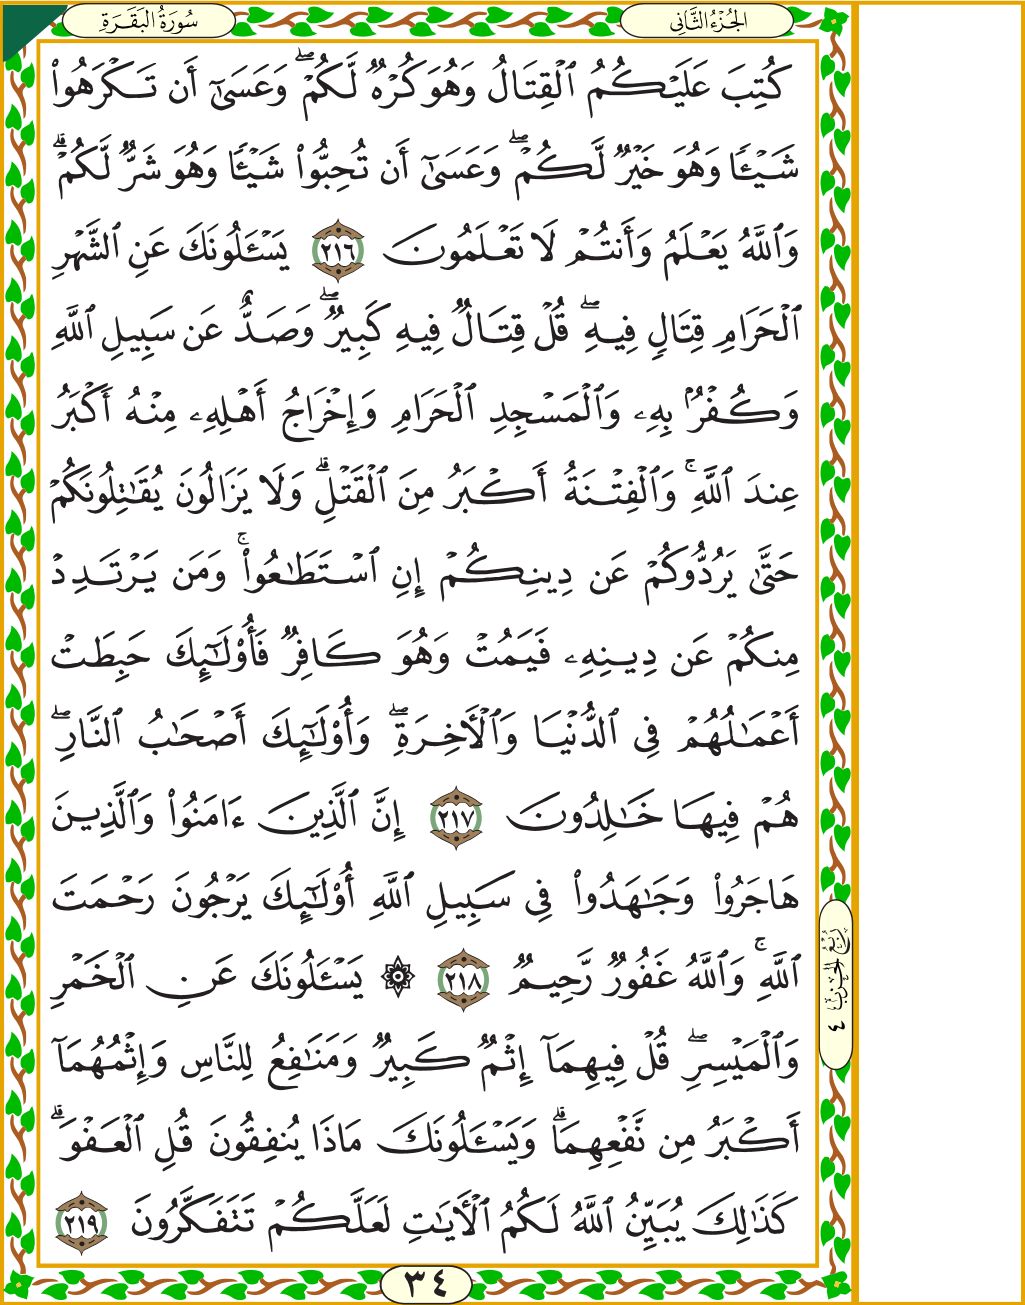 الجُزْءُ الثَّانِي
سُورَةُ البَقَرَةِ
كُتِبَ عَلَيْكُمُ ٱلْقِتَالُ وَهُوَ كُرْهٌ لَّكُمْ ۖ وَعَسَىٰٓ أَن تَكْرَهُوا۟
شَيْـًٔا وَهُوَ خَيْرٌ لَّكُمْ ۖ وَعَسَىٰٓ أَن تُحِبُّوا۟ شَيْـًٔا وَهُوَ شَرٌّ لَّكُمْ ۗ
وَٱللَّهُ يَعْلَمُ وَأَنتُمْ لَا تَعْلَمُونَ ٢١٦ يَسْـَٔلُونَكَ عَنِ ٱلشَّهْرِ
ٱلْحَرَامِ قِتَالٍ فِيهِ ۖ قُلْ قِتَالٌ فِيهِ كَبِيرٌ ۖ وَصَدٌّ عَن سَبِيلِ ٱللَّهِ
وَكُفْرٌۢ بِهِۦ وَٱلْمَسْجِدِ ٱلْحَرَامِ وَإِخْرَاجُ أَهْلِهِۦ مِنْهُ أَكْبَرُ
عِندَ ٱللَّهِ ۚ وَٱلْفِتْنَةُ أَكْبَرُ مِنَ ٱلْقَتْلِ ۗ وَلَا يَزَالُونَ يُقَـٰتِلُونَكُمْ
حَتَّىٰ يَرُدُّوكُمْ عَن دِينِكُمْ إِنِ ٱسْتَطَـٰعُوا۟ ۚ وَمَن يَرْتَدِدْ
مِنكُمْ عَن دِينِهِۦ فَيَمُتْ وَهُوَ كَافِرٌ فَأُو۟لَـٰٓئِكَ حَبِطَتْ
أَعْمَـٰلُهُمْ فِى ٱلدُّنْيَا وَٱلْـَٔاخِرَةِ ۖ وَأُو۟لَـٰٓئِكَ أَصْحَـٰبُ ٱلنَّارِ ۖ
هُمْ فِيهَا خَـٰلِدُونَ ٢١٧ إِنَّ ٱلَّذِينَ ءَامَنُوا۟ وَٱلَّذِينَ
هَاجَرُوا۟ وَجَـٰهَدُوا۟ فِى سَبِيلِ ٱللَّهِ أُو۟لَـٰٓئِكَ يَرْجُونَ رَحْمَتَ
ٱللَّهِ ۚ وَٱللَّهُ غَفُورٌ رَّحِيمٌ ٢١٨ ۞ يَسْـَٔلُونَكَ عَنِ ٱلْخَمْرِ
وَٱلْمَيْسِرِ ۖ قُلْ فِيهِمَآ إِثْمٌ كَبِيرٌ وَمَنَـٰفِعُ لِلنَّاسِ وَإِثْمُهُمَآ
أَكْبَرُ مِن نَّفْعِهِمَا ۗ وَيَسْـَٔلُونَكَ مَاذَا يُنفِقُونَ قُلِ ٱلْعَفْوَ ۗ
كَذَٰلِكَ يُبَيِّنُ ٱللَّهُ لَكُمُ ٱلْـَٔايَـٰتِ لَعَلَّكُمْ تَتَفَكَّرُونَ ٢١٩
رُبْعُ الحِزْبِ ٤
٣٤